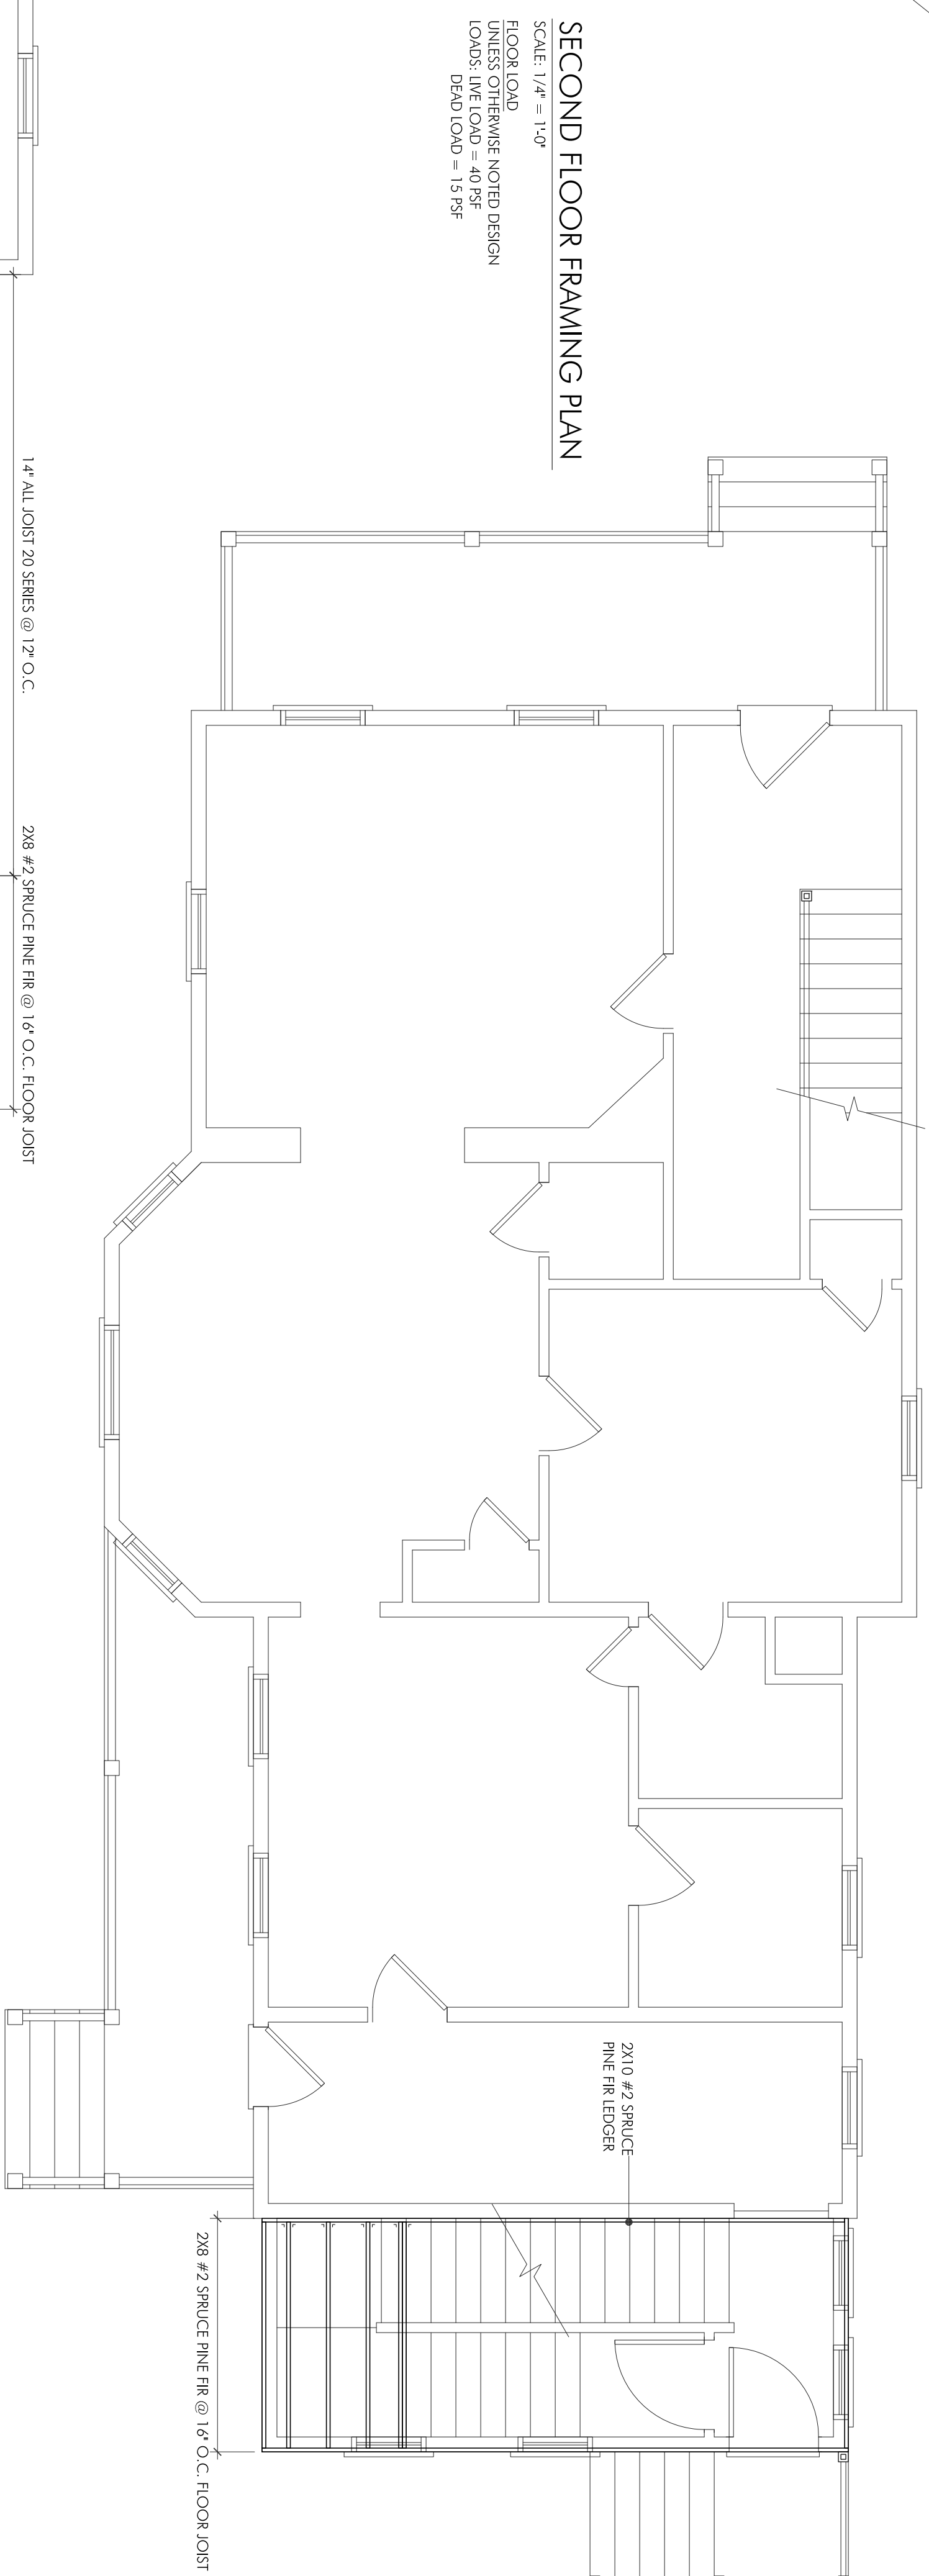 SECOND FLOOR FRAMING PLAN
SCALE: 1/4" = 1'-0"
FLOOR LOAD
UNLESS OTHERWISE NOTED DESIGN
LOADS: LIVE LOAD = 40 PSF
DEAD LOAD = 15 PSF
14" ALL JOIST 20 SERIES @ 12" O.C.
2X8 #2 SPRUCE PINE FIR @ 16" O.C. FLOOR JOIST
2X10 #2 SPRUCE
PINE FIR LEDGER
2X8 #2 SPRUCE PINE FIR @ 16" O.C. FLOOR JOIST